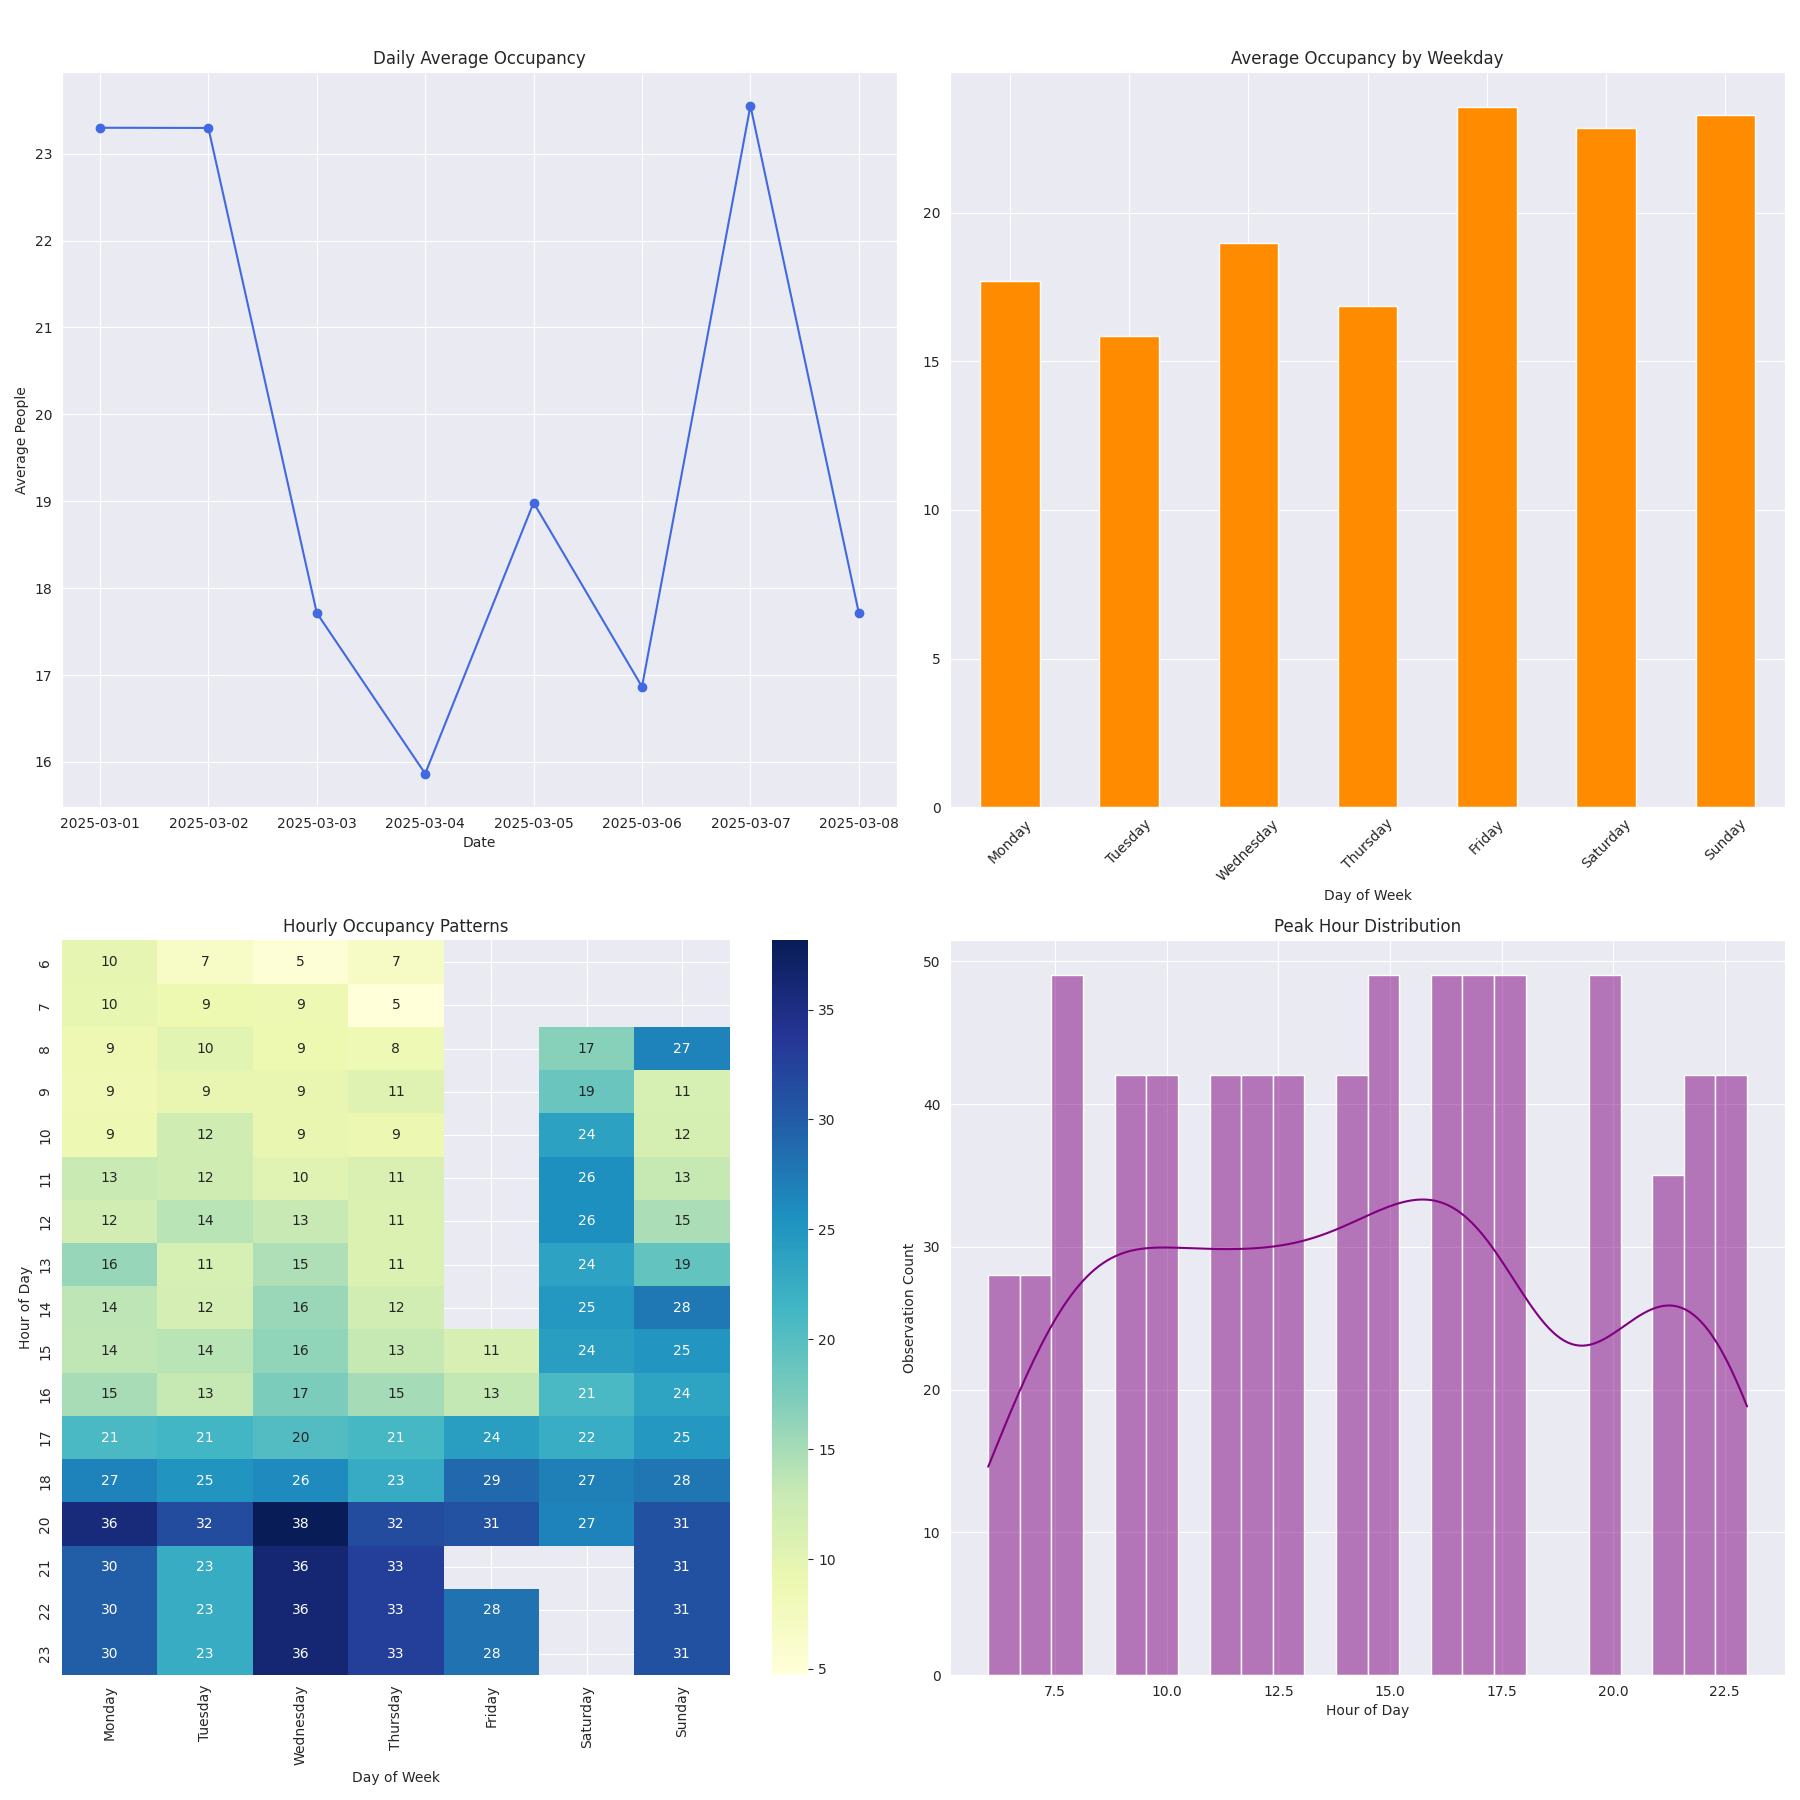 Daily Average Occupancy
23
22
21
20
19
18
17
16
Average People
2025-03-01 2025-03-02 2025-03-03 2025-03-04 2025-03-05 2025-03-06 2025-03-07 2025-03-08
Date
Average Occupancy by Weekday
20
15
10
5
0
Monday Tuesday Wednesday Thursday Friday Saturday Sunday
Day of Week
Hourly Occupancy Patterns
Hour of Day
6 10 7 5 7
7 10 9 9 5
8 9 10 9 8 17 27
9 9 9 9 11 19 11
10 9 12 9 9 24 12
11 13 12 10 11 26 13
12 12 14 13 11 26 15
13 16 11 15 11 24 19
14 14 12 16 12 25 28
15 14 14 16 13 11 24 25
16 15 13 17 15 13 21 24
17 21 21 20 21 24 22 25
18 27 25 26 23 29 27 28
20 36 32 38 32 31 27 31
21 30 23 36 33 31
22 30 23 36 33 28 31
23 30 23 36 33 28 31
Monday Tuesday Wednesday Thursday Friday Saturday Sunday
Day of Week
35
30
25
20
15
10
5
Peak Hour Distribution
50
40
30
20
10
0
Observation Count
7.5 10.0 12.5 15.0 17.5 20.0 22.5
Hour of Day